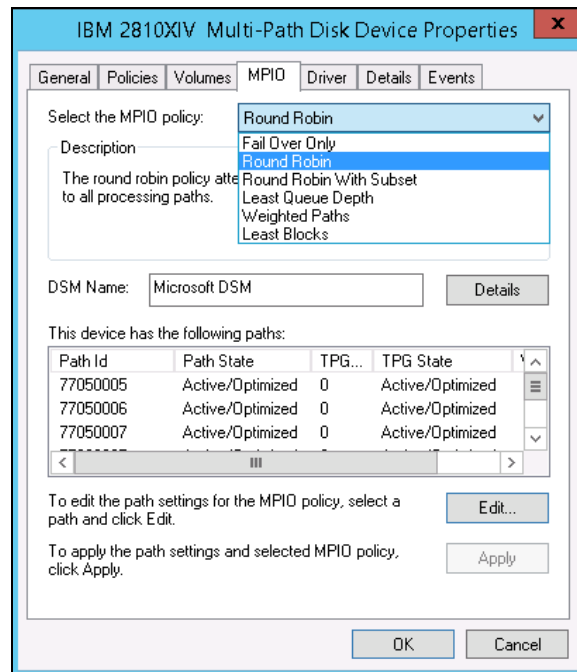 IBM 2810XIV Multi-Path Disk Device Properties
x
General Policies Volumes MPIO Driver Details Events
Select the MPIO policy: Round Robin
Fail Over Only
Round Robin
Round Robin With Subset
Least Queue Depth
Weighted Paths
Least Blocks
Description
The round robin policy atte
to all processing paths.
DSM Name: Microsoft DSM Details
This device has the following paths:
Path Id Path State TPG... TPG State
77050005 Active/Optimized 0 Active/Optimized
77050006 Active/Optimized 0 Active/Optimized
77050007 Active/Optimized 0 Active/Optimized
To edit the path settings for the MPIO policy, select a
path and click Edit.
Edit...
To apply the path settings and selected MPIO policy,
click Apply.
Apply
OK Cancel